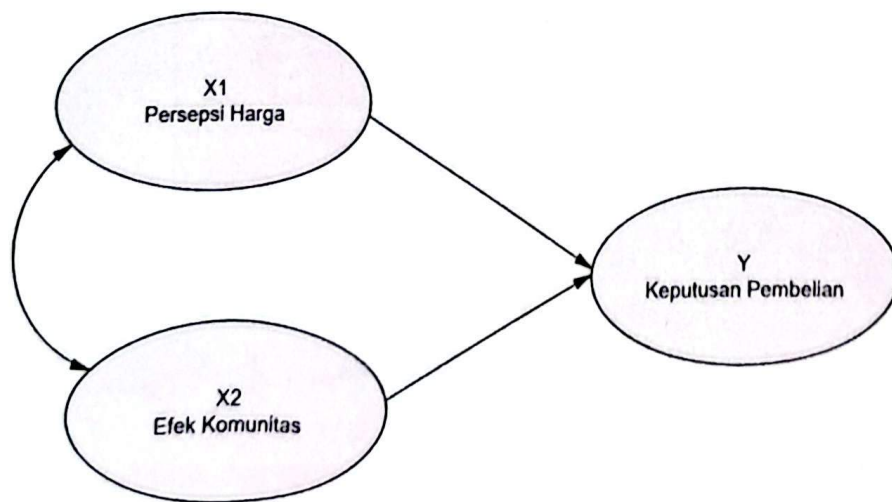 X1
Persepsi Harga
Y
Keputusan Pembelian
X2
Efek Komunitas